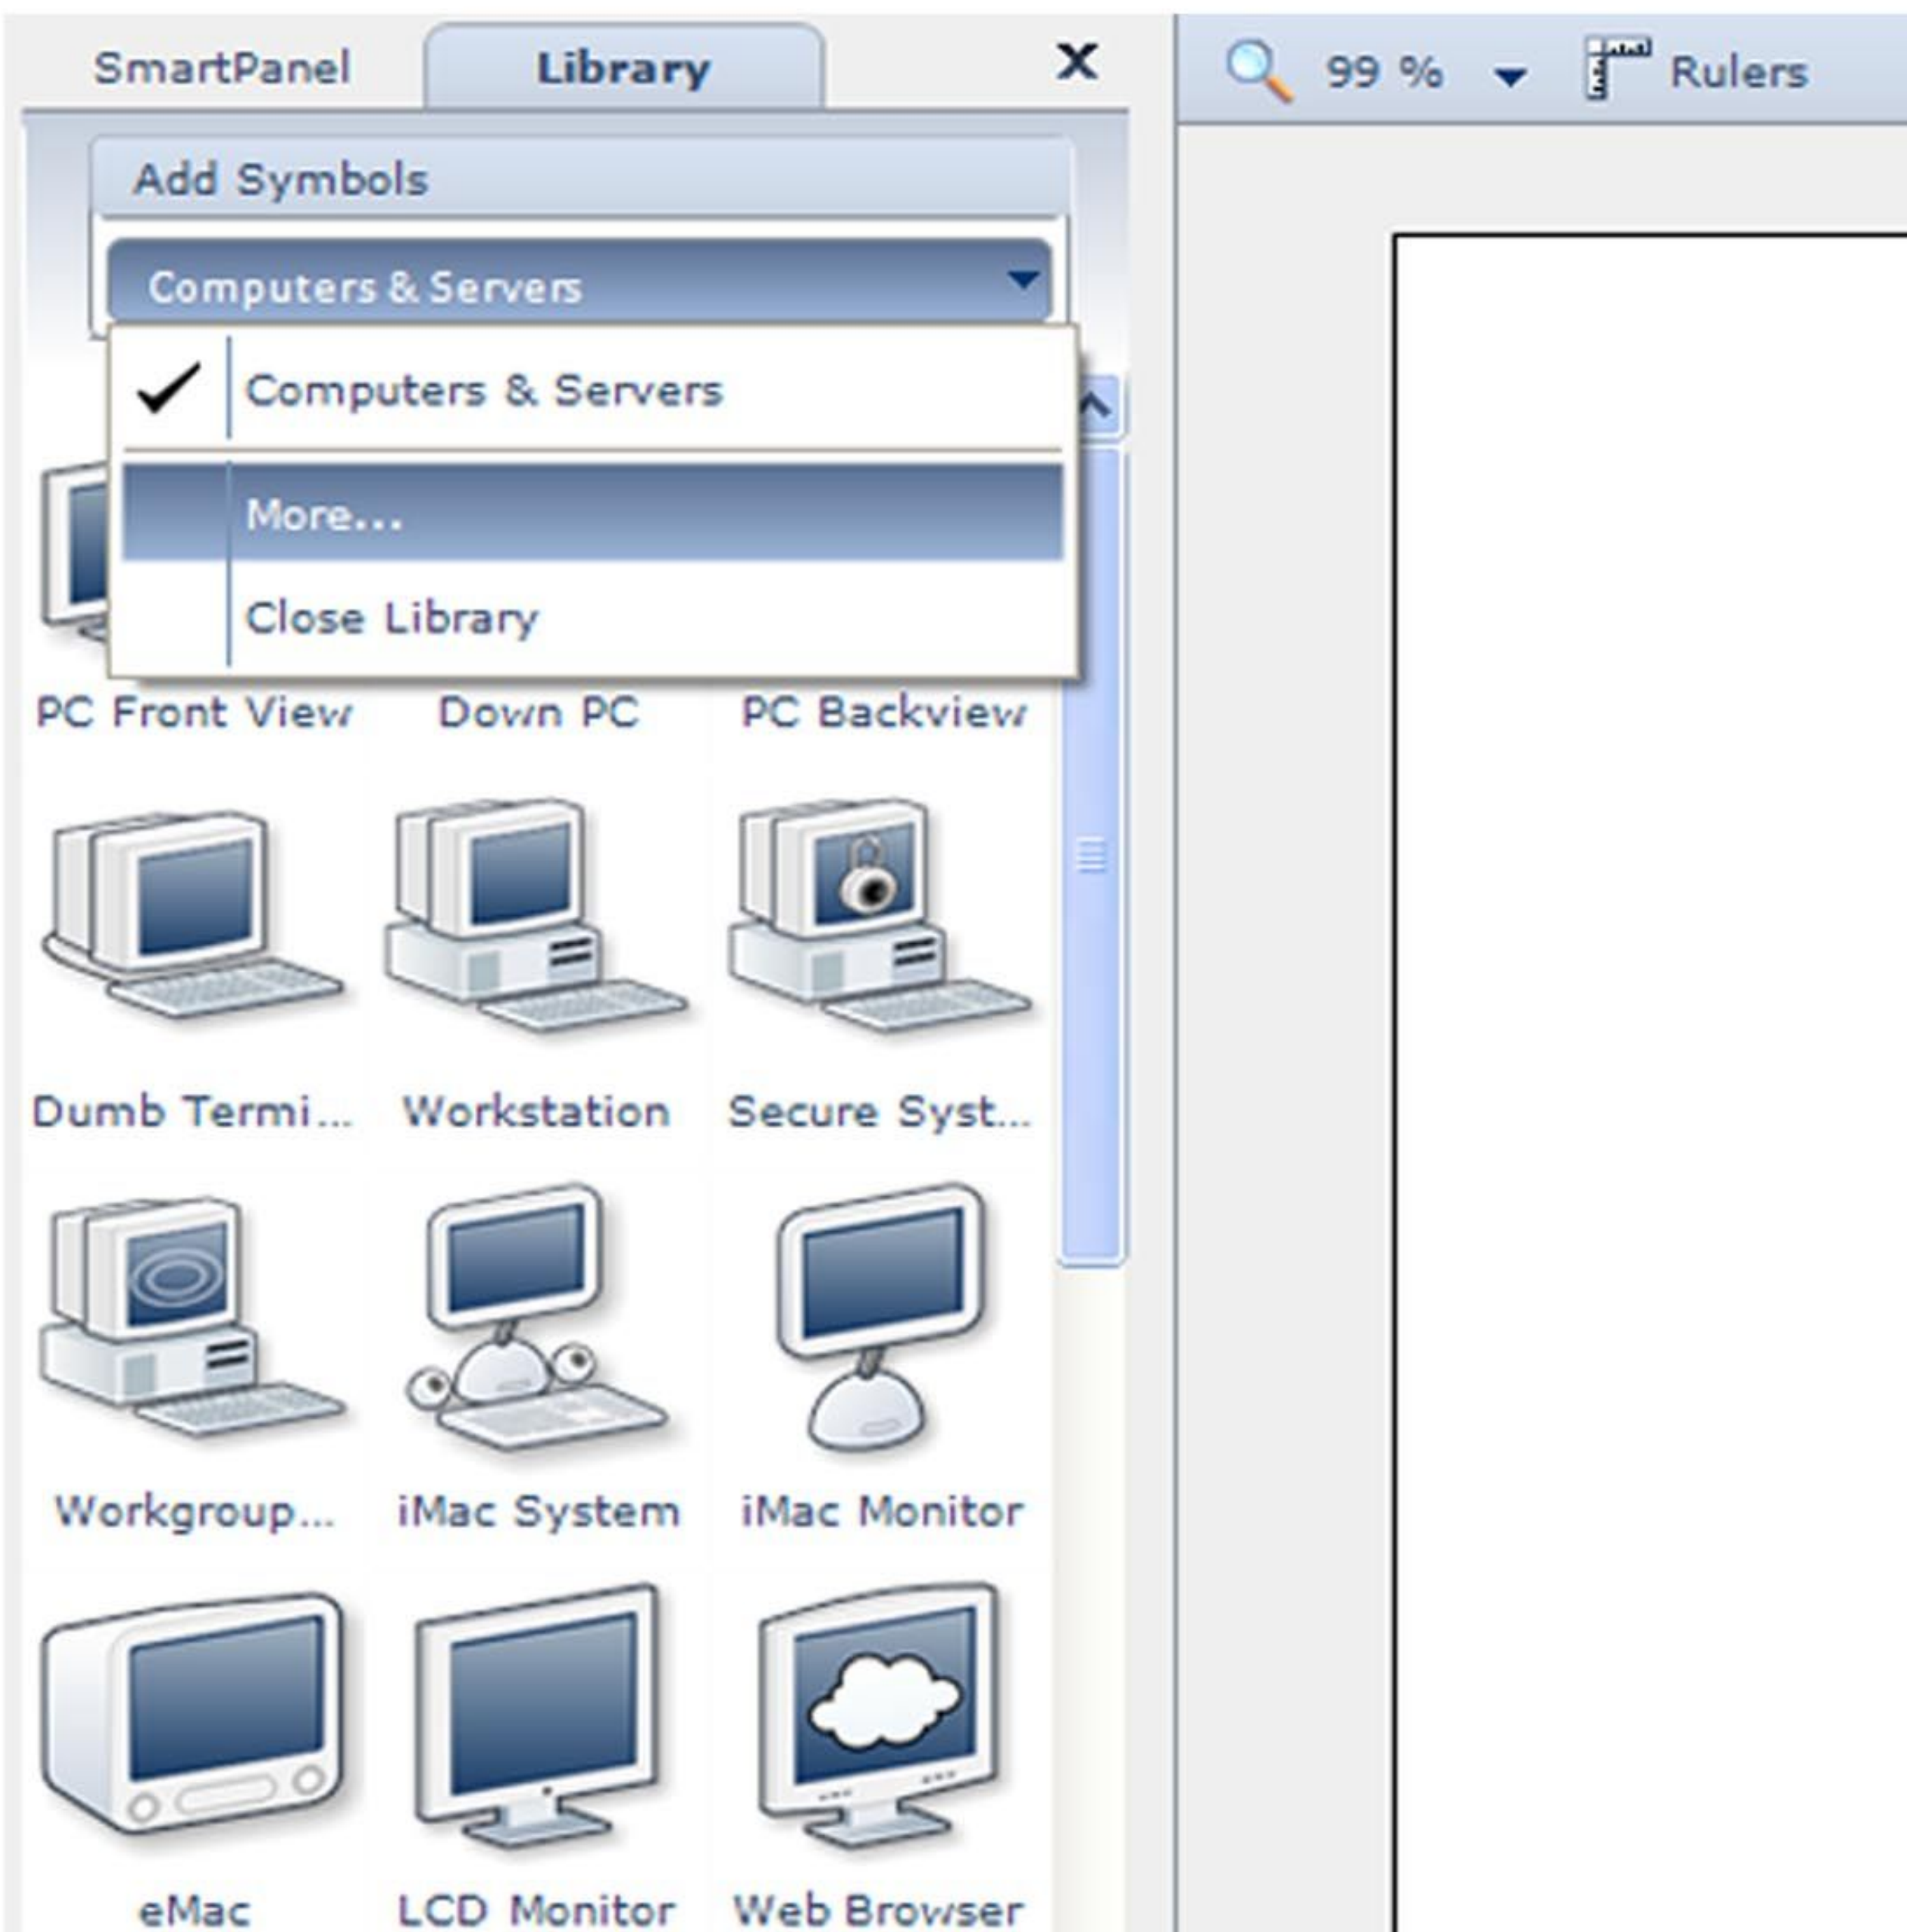 SmartPanel Library X 99 % Rulers
Add Symbols
Computers & Servers
Computers & Servers
More...
Close Library
PC Front View Down PC PC Backview
Dumb Termi... Workstation Secure Syst...
Workgroup... iMac System iMac Monitor
eMac LCD Monitor Web Browser